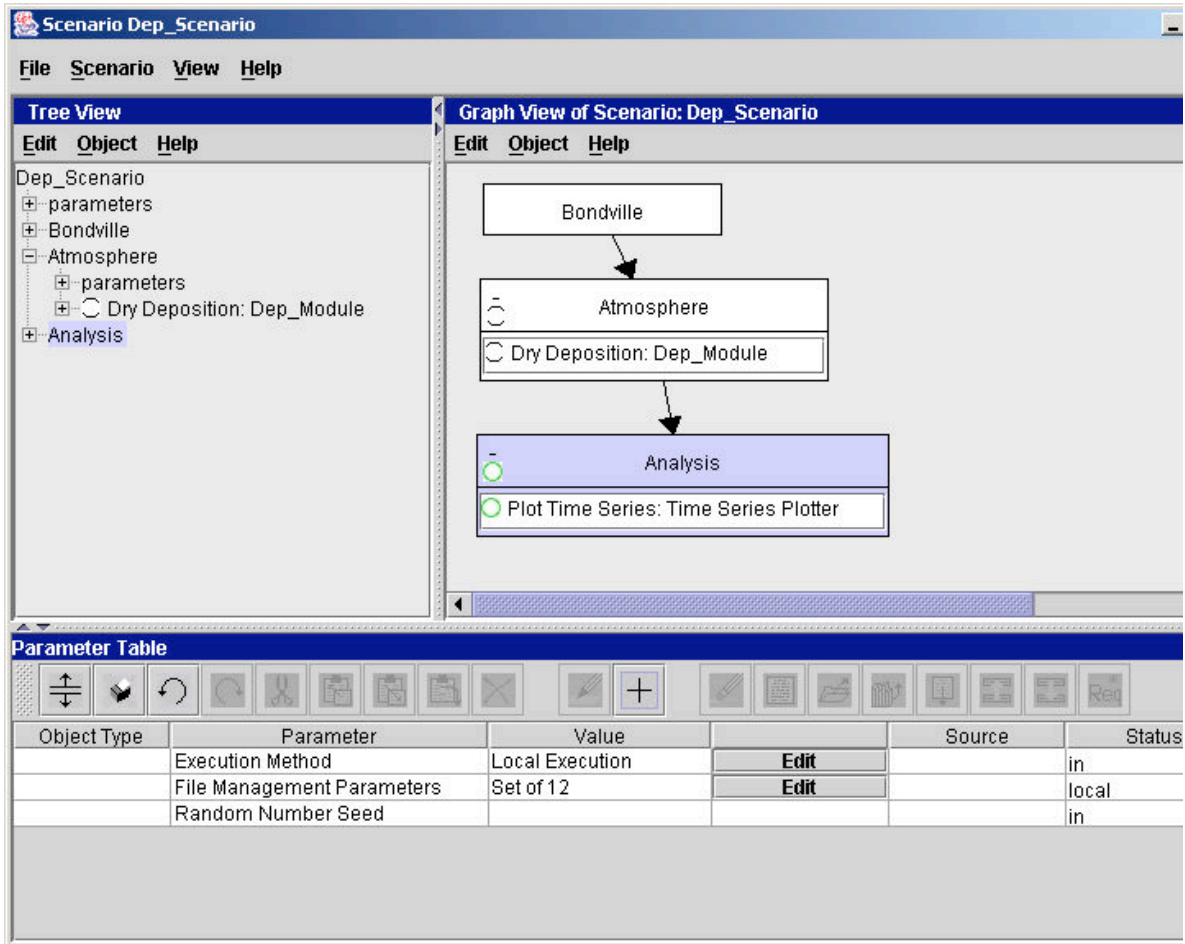 Scenario Dep_Scenario
File Scenario View Help
Tree View
Edit Object Help
Dep_Scenario
parameters
Bondville
Atmosphere
parameters
Dry Deposition: Dep_Module
Analysis
Graph View of Scenario: Dep_Scenario
Edit Object Help
Bondville
Atmosphere
Dry Deposition: Dep_Module
Analysis
Plot Time Series: Time Series Plotter
Parameter Table
Req
Object Type Parameter Value Source Status
Execution Method Local Execution Edit in
File Management Parameters Set of 12 Edit local
Random Number Seed in